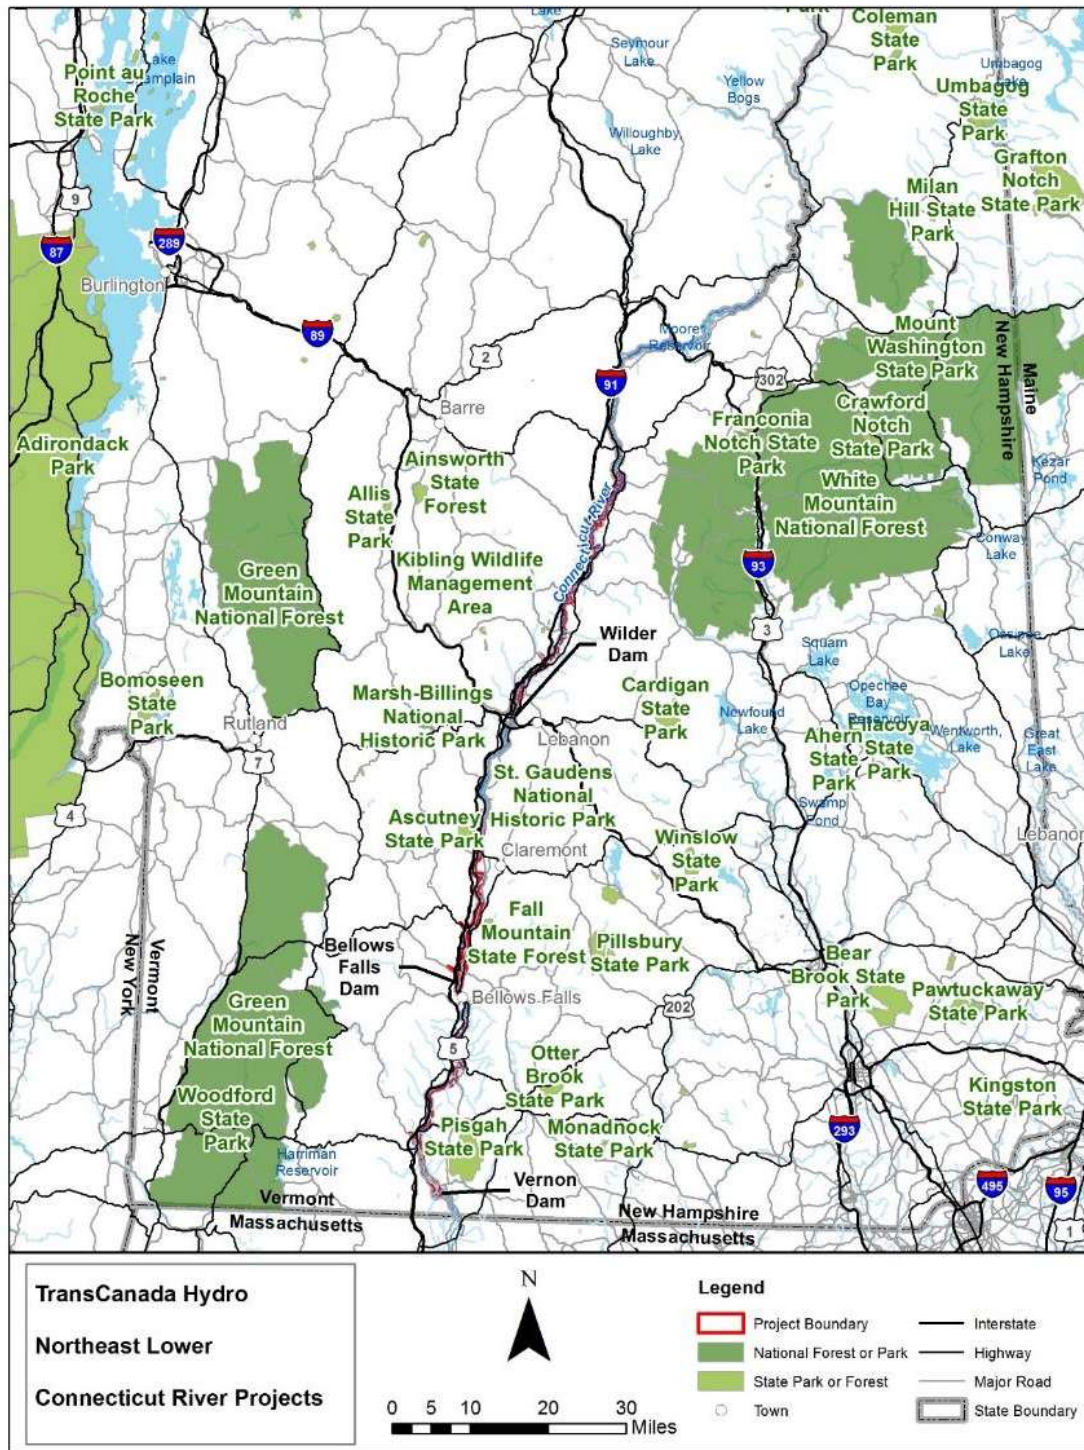 Lake
Coleman
State
Park
Park
Seymour
Lake
Umbagog
Lake
Point au
Roche
State Park
Lake
Champlain
Yellow
Bogs
Umbagog
State
Park
Willoughby
Lake
Grafton
Notch
State Park
Milan
Hill State
Park
9
87
289
Burlington
89
2
Moore
Reservoir
Mount
Washington
State Park
New Hampshire
Maine
91
302
Barre
Franconia
Notch State
Park
Crawford
Notch
State Park
Adirondack
Park
Ainsworth
State
Forest
Kezar
Pond
Allis
State
Park
White
Mountain
National Forest
Connecticut River
Conway
Lake
Kibling Wildlife
Management
Area
93
Green
Mountain
National Forest
3
Wilder
Dam
Squam
Lake
Ossipee
Lake
Bomoseen
State
Park
Marsh-Billings
National
Historic Park
Cardigan
State
Park
Opechee
Bay
Reservoir
Newfound
Lake
Ellacoya
State
Park
Ahern
State
Park
Wentworth,
Lake
Great
East
Lake
Rutland
7
Lebanon
St. Gaudens
National
Historic Park
4
Ascutney
State Park
Swamp
Pond
Lebanon
Claremont
Winslow
State
Park
Fall
Mountain
State Forest
Pillsbury
State Park
Bellows
Falls
Dam
New York
Vermont
Bear
Brook State
Park
Pawtuckaway
State Park
Bellows Falls
202
Green
Mountain
National Forest
5
Otter
Brook
State Park
Woodford
State
Park
Kingston
State Park
Pisgah
State Park
Monadnock
State Park
293
Harriman
Reservoir
Vernon
Dam
495
95
Vermont
Massachusetts
New Hampshire
Massachusetts
1
TransCanada Hydro
Northeast Lower
Connecticut River Projects
N
0 5 10 20 30
Miles
Legend
Project Boundary
National Forest or Park
State Park or Forest
Town
Interstate
Highway
Major Road
State Boundary